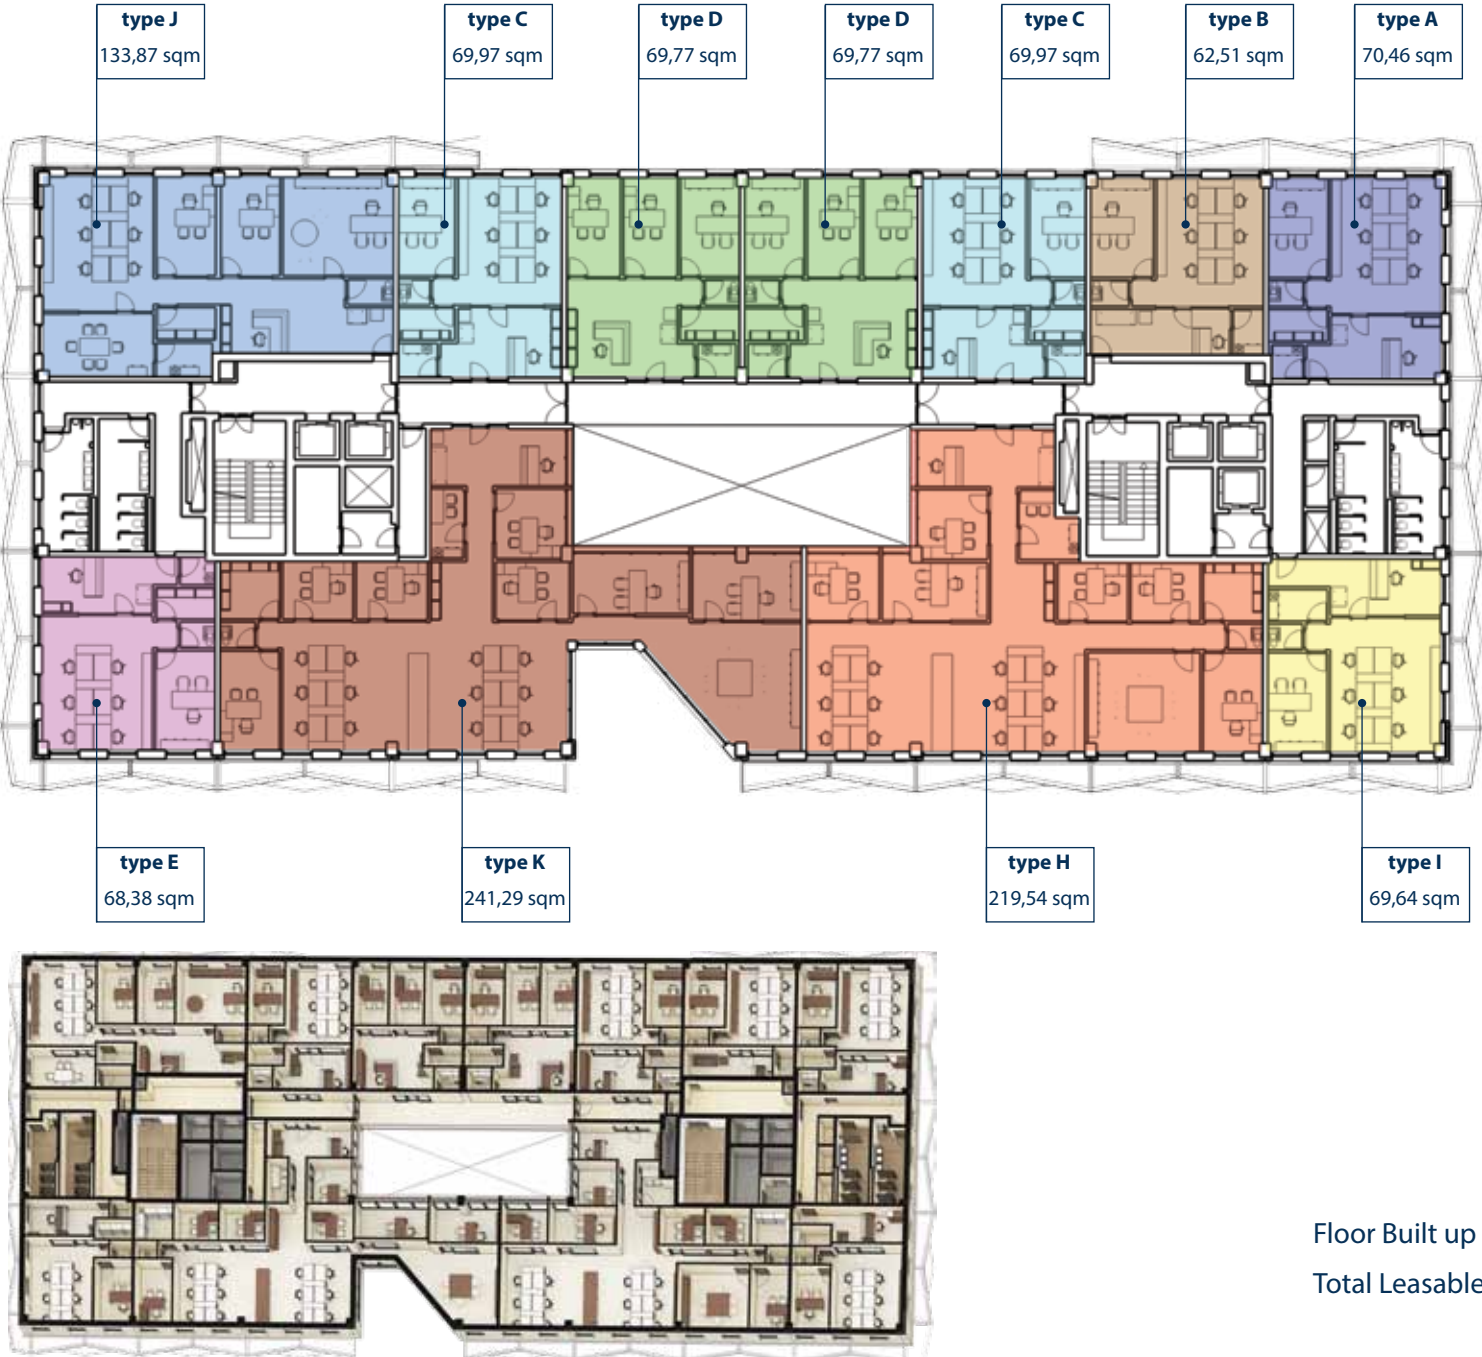 type J
133,87 sqm
type C
69,97 sqm
type D
69,77 sqm
type D
69,77 sqm
type C
69,97 sqm
type B
62,51 sqm
type A
70,46 sqm
type E
68,38 sqm
type K
241,29 sqm
type H
219,54 sqm
type I
69,64 sqm
Floor Built up
Total Leasable